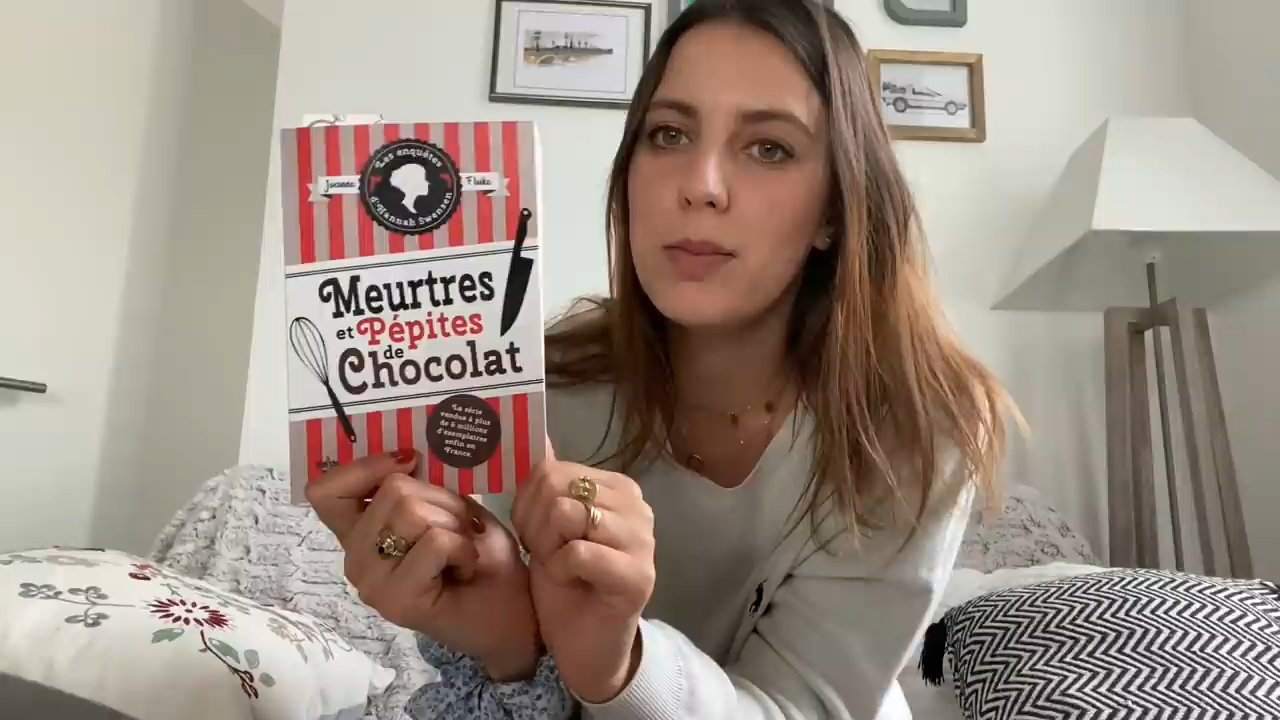 Les enquêtes
Joanne Fluke
d'Hannah Swensen
Meurtres
et Pépites
de
Chocolat
La série
vendue à plus
de 6 millions
d'exemplaires
enfin en
France.